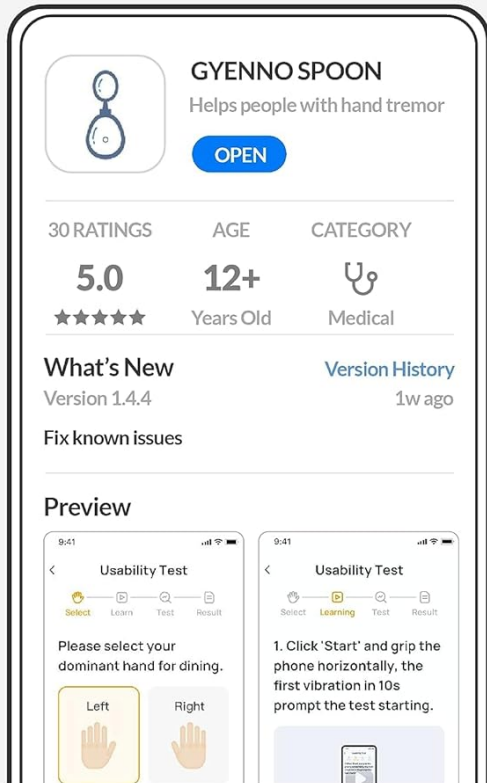 GYENNO SPOON
Helps people with hand tremor
OPEN
30 RATINGS
AGE
CATEGORY
5.0
12+
Years Old
Medical
What's New
Version History
Version 1.4.4
1w ago
Fix known issues
Preview
9:41
Usability Test
Select Learn Test Result
Please select your
dominant hand for dining.
Left
Right
9:41
Usability Test
Select Learning Test Result
1. Click 'Start' and grip the
phone horizontally, the
first vibration in 10s
prompt the test starting.